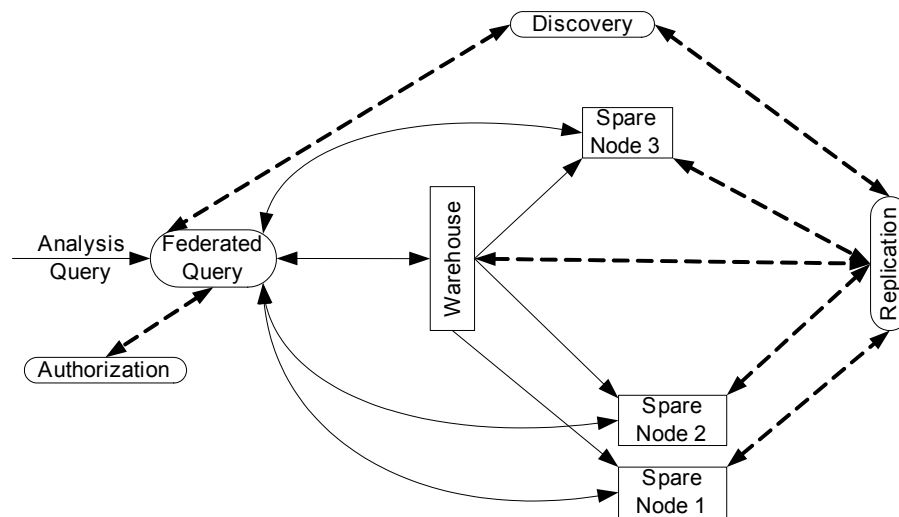 Discovery
Spare
Node 3
Analysis
Query
Federated
Query
Warehouse
Replication
Authorization
Spare
Node 2
Spare
Node 1